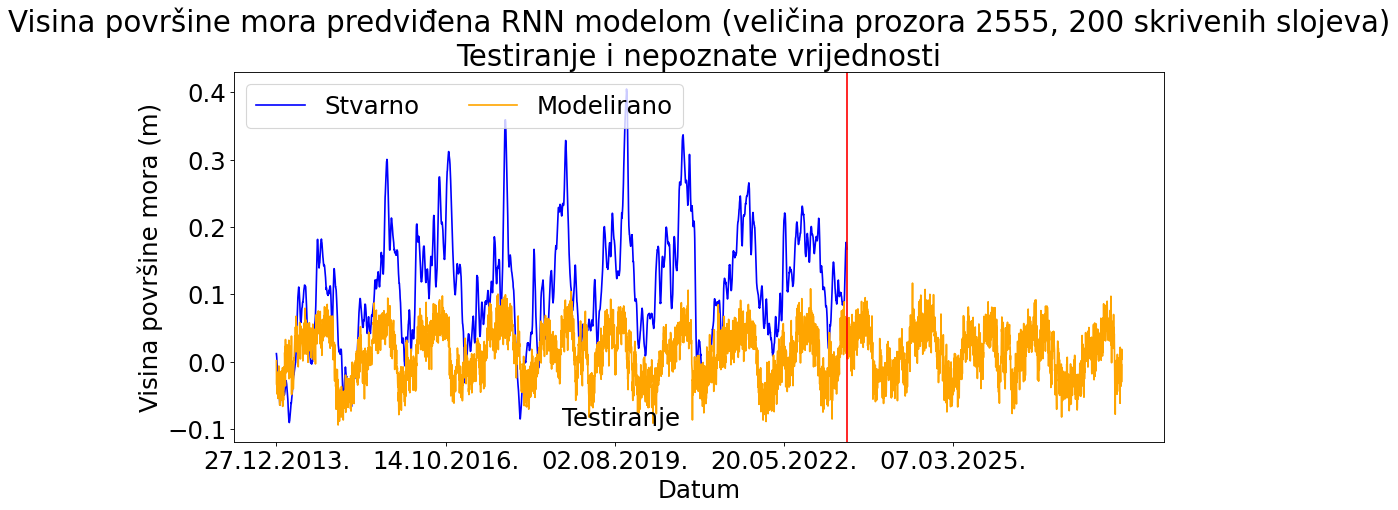 Visina površine mora predviđena RNN modelom (veličina prozora 2555, 200 skrivenih slojeva)
Testiranje i nepoznate vrijednosti
Stvarno
Modelirano
Visina površine mora (m)
0.4
0.3
0.2
0.1
0.0
−0.1
Testiranje
27.12.2013.
14.10.2016.
02.08.2019.
20.05.2022.
07.03.2025.
Datum